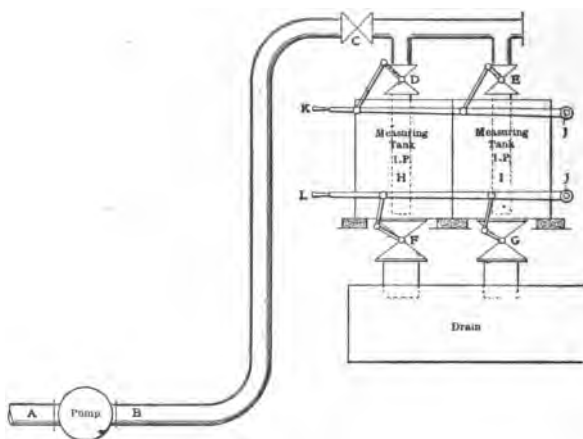 C
D
E
K
J
Measuring
Tank
I.P.
H
Measuring
Tank
I.P.
I
L
J
F
G
Drain
A
Pump
B